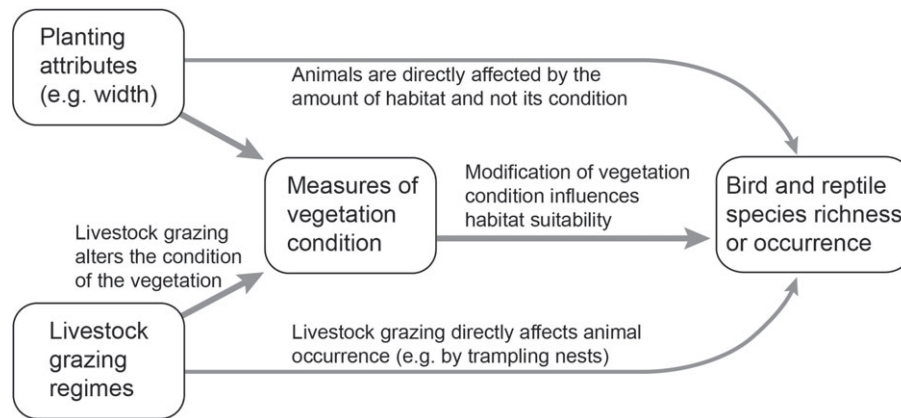 Planting
attributes
(e.g. width)
Animals are directly affected by the
amount of habitat and not its condition
Measures of
vegetation
condition
Modification of vegetation
condition influences
habitat suitability
Bird and reptile
species richness
or occurrence
Livestock grazing
alters the condition
of the vegetation
Livestock
grazing
regimes
Livestock grazing directly affects animal
occurrence (e.g. by trampling nests)